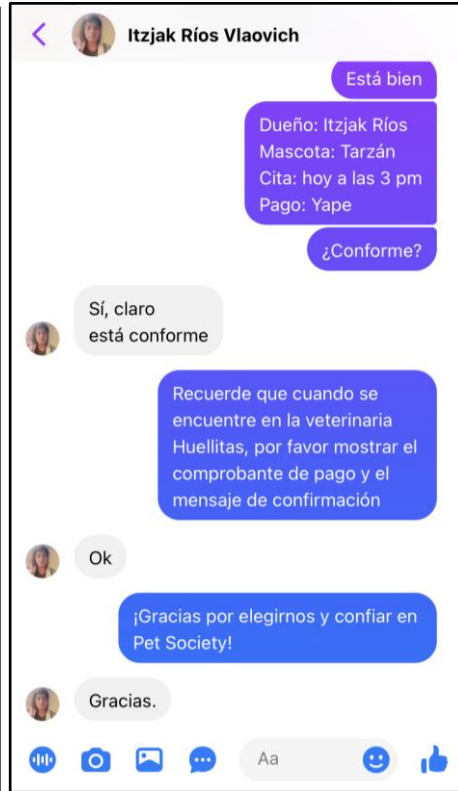 Itzjak Ríos Vlaovich
Está bien
Dueño: Itzjak Ríos
Mascota: Tarzán
Cita: hoy a las 3 pm
Pago: Yape
¿Conforme?
Sí, claro
está conforme
Recuerde que cuando se
encuentre en la veterinaria
Huellitas, por favor mostrar el
comprobante de pago y el
mensaje de confirmación
Ok
¡Gracias por elegirnos y confiar en
Pet Society!
Gracias.
Aa